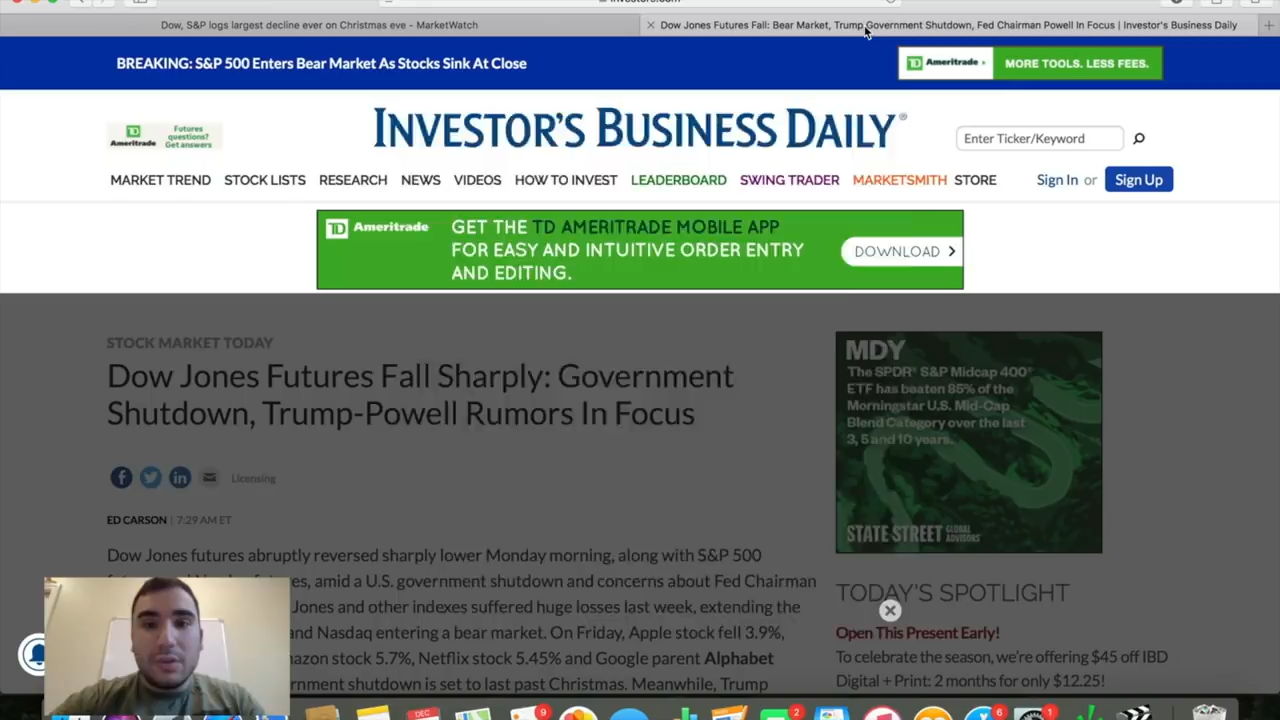 Dow, S&P logs largest decline ever on Christmas eve - MarketWatch
Dow Jones Futures Fall: Bear Market, Trump Government Shutdown, Fed Chairman Powell In Focus | Investor's Business Daily
BREAKING: S&P 500 Enters Bear Market As Stocks Sink At Close
TD Ameritrade
MORE TOOLS. LESS FEES.
TD Ameritrade
Futures questions? Get answers
INVESTOR'S BUSINESS DAILY®
Enter Ticker/Keyword
MARKET TREND STOCK LISTS RESEARCH NEWS VIDEOS HOW TO INVEST LEADERBOARD SWING TRADER MARKETSMITH STORE
Sign In or Sign Up
TD Ameritrade
GET THE TD AMERITRADE MOBILE APP
FOR EASY AND INTUITIVE ORDER ENTRY
AND EDITING.
DOWNLOAD
STOCK MARKET TODAY
Dow Jones Futures Fall Sharply: Government
Shutdown, Trump-Powell Rumors In Focus
Licensing
ED CARSON | 7:29 AM ET
Dow Jones futures abruptly reversed sharply lower Monday morning, along with S&P 500
amid a U.S. government shutdown and concerns about Fed Chairman
Jones and other indexes suffered huge losses last week, extending the
and Nasdaq entering a bear market. On Friday, Apple stock fell 3.9%,
stock 5.7%, Netflix stock 5.45% and Google parent Alphabet
shutdown is set to last past Christmas. Meanwhile, Trump
MDY
The SPDR® S&P Midcap 400®
ETF has beaten 85% of the
Morningstar U.S. Mid-Cap
Blend Category over the last
3, 5 and 10 years.
STATE STREET GLOBAL ADVISORS
TODAY'S SPOTLIGHT
Open This Present Early!
To celebrate the season, we're offering $45 off IBD
Digital + Print: 2 months for only $12.25!
DEC
9
2
6
1